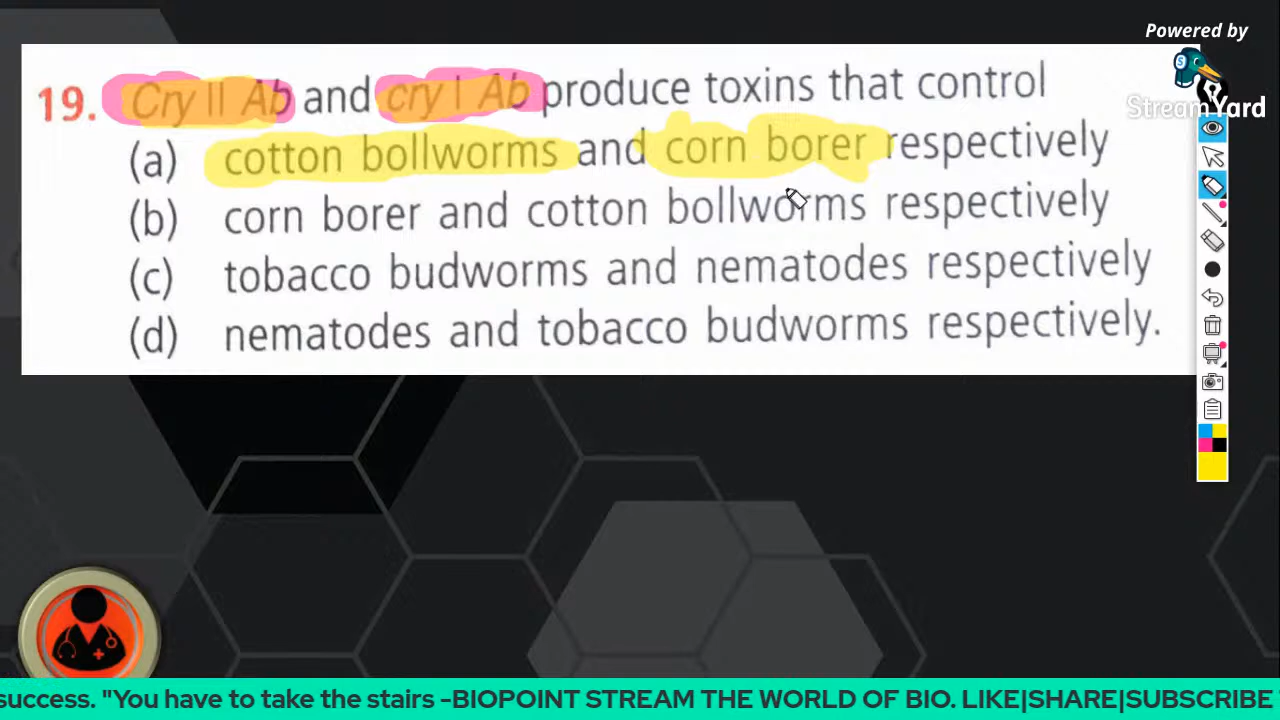 Powered by
StreamYard
19. Cry II Ab and cry I Ab produce toxins that control
(a) cotton bollworms and corn borer respectively
(b) corn borer and cotton bollworms respectively
(c) tobacco budworms and nematodes respectively
(d) nematodes and tobacco budworms respectively.
success. "You have to take the stairs -BIOPOINT STREAM THE WORLD OF BIO. LIKE|SHARE|SUBSCRIBE